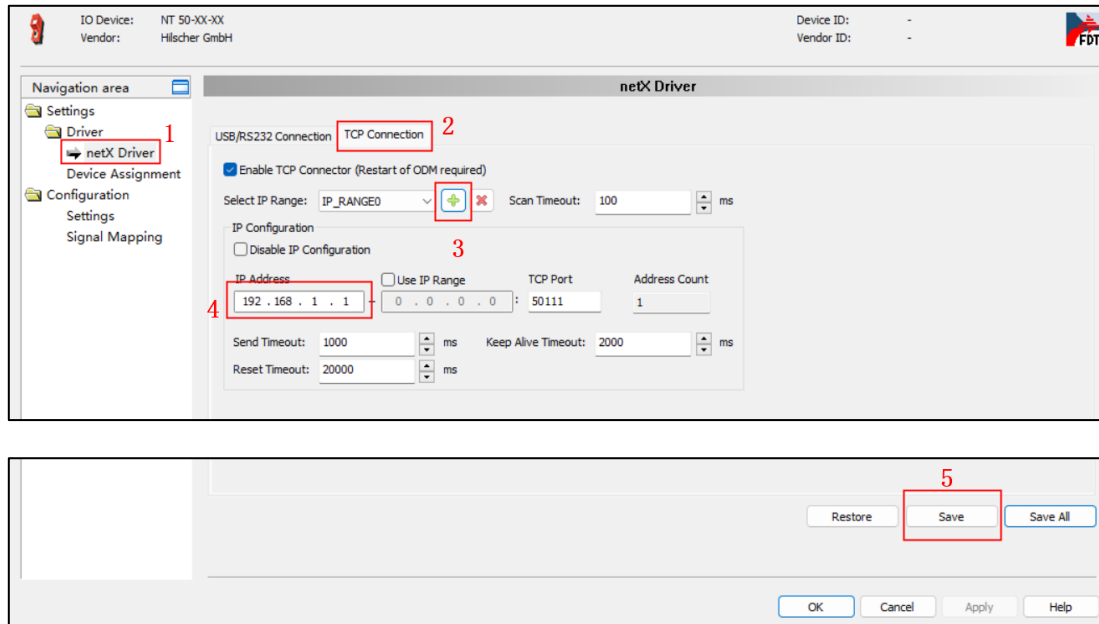 IO Device: NT 50-XX-XX Device ID: -
Vendor: Hilscher GmbH Vendor ID: -
FDT
Navigation area
netX Driver
Settings
Driver
1
netX Driver
Device Assignment
Configuration
Settings
Signal Mapping
USB/RS232 Connection TCP Connection 2
Enable TCP Connector (Restart of ODM required)
Select IP Range: IP_RANGE0 Scan Timeout: 100 ms
3
IP Configuration
Disable IP Configuration
IP Address Use IP Range TCP Port Address Count
4 192 . 168 . 1 . 1 - 0 . 0 . 0 . 0 : 50111 1
Send Timeout: 1000 ms Keep Alive Timeout: 2000 ms
Reset Timeout: 20000 ms
5
Restore Save Save All
OK Cancel Apply Help